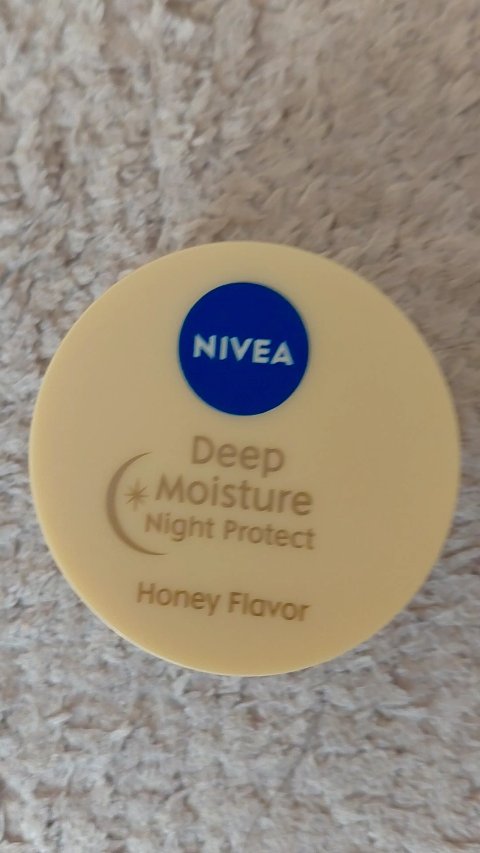 NIVEA
Deep
Moisture
Night Protect
Honey Flavor